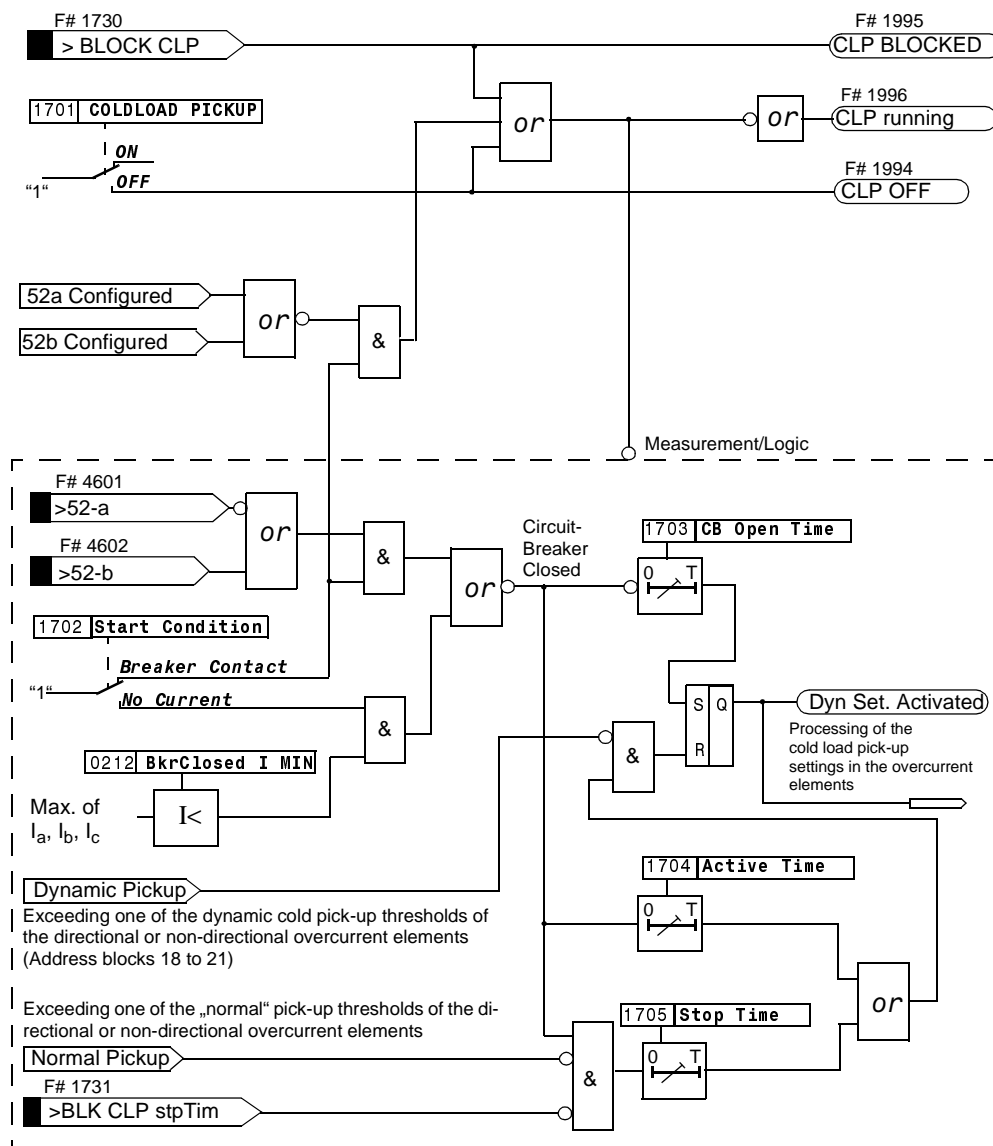 F# 1730
> BLOCK CLP
F# 1995
CLP BLOCKED
1701 COLDLOAD PICKUP
or
F# 1996
or
CLP running
ON
OFF
"1"
F# 1994
CLP OFF
52a Configured
or
52b Configured
&
Measurement/Logic
F# 4601
>52-a
or
F# 4602
>52-b
&
or
Circuit-
Breaker
Closed
1703 CB Open Time
0 T
1702 Start Condition
Breaker Contact
"1"
No Current
&
S Q
R
Dyn Set. Activated
&
Processing of the
cold load pick-up
settings in the overcurrent
elements
0212 BkrClosed I MIN
Max. of
Ia, Ib, Ic
I<
Dynamic Pickup
Exceeding one of the dynamic cold pick-up thresholds of
the directional or non-directional overcurrent elements
(Address blocks 18 to 21)
1704 Active Time
0 T
or
Exceeding one of the „normal“ pick-up thresholds of the di-
rectional or non-directional overcurrent elements
1705 Stop Time
0 T
Normal Pickup
&
F# 1731
>BLK CLP stpTim